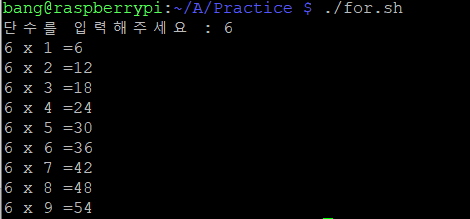 bang@raspberrypi:~/A/Practice $ ./for.sh
단수를 입력해주세요 : 6
6 x 1 =6
6 x 2 =12
6 x 3 =18
6 x 4 =24
6 x 5 =30
6 x 6 =36
6 x 7 =42
6 x 8 =48
6 x 9 =54